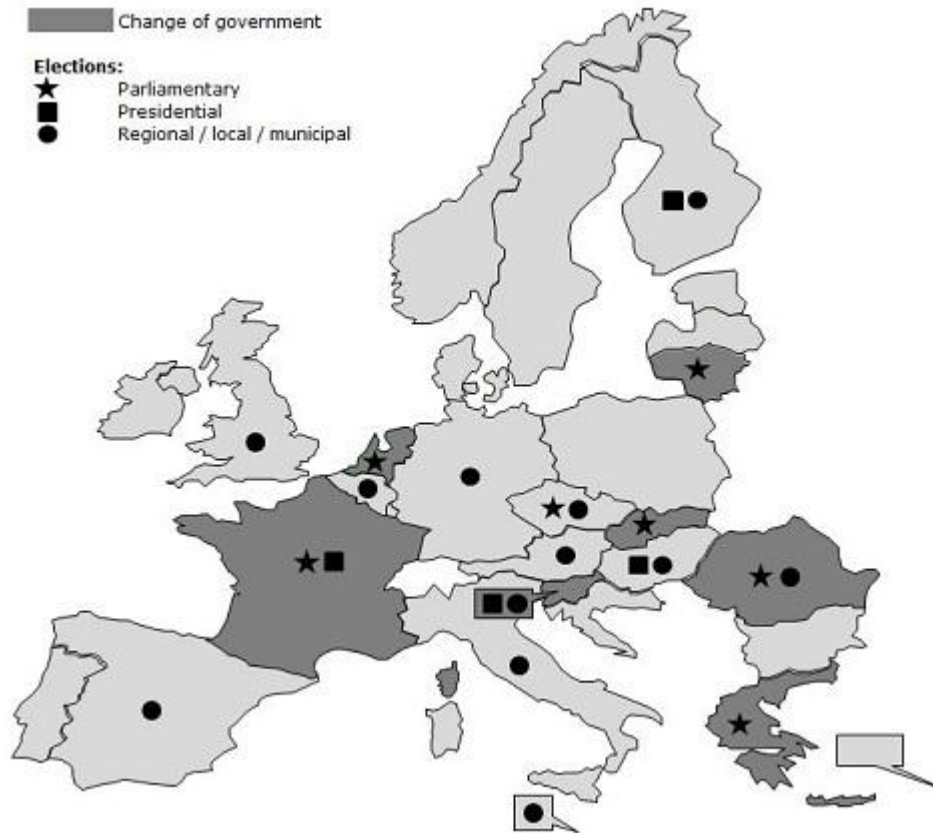 Change of government
Elections:
Parliamentary
Presidential
Regional / local / municipal